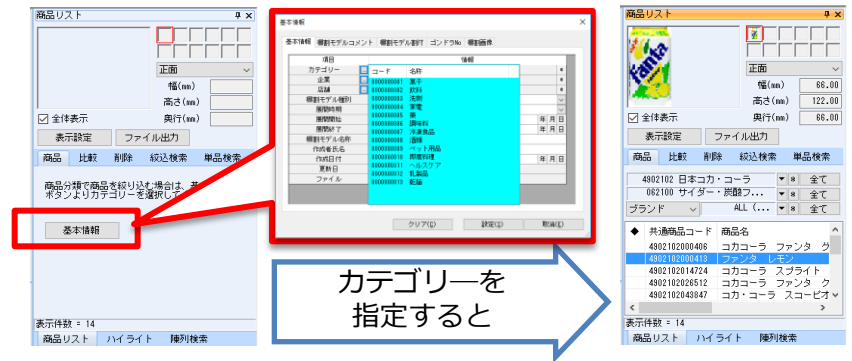 商品リスト
正面
幅(mm)
高さ(mm)
全体表示
奥行(mm)
表示設定 ファイル出力
商品 比較 削除 絞込検索 単品検索
商品分類で商品を絞り込む場合は、基
ボタンよりカテゴリーを選択して
基本情報
表示件数 = 14
商品リスト ハイライト 陳列検索
基本情報
基本情報 棚割モデルコメント 棚割モデル割付 ゴンドラNo 棚割画像
項目 情報
カテゴリー
企業
店舗
棚割モデル種別
展開時期
展開開始 年 月 日
展開終了 年 月 日
棚割モデル名称
作成者氏名
作成日付 年 月 日
更新日
ファイル
コード 名称
0000000001 菓子
0000000002 飲料
0000000003 洗剤
0000000004 家電
0000000005 薬
0000000006 調味料
0000000007 冷凍食品
0000000008 酒類
0000000009 ペット用品
0000000010 即席料理
0000000011 ヘルスケア
0000000012 乳製品
0000000013 乾麺
クリア(C) 設定(S) 取消(E)
カテゴリ―を
指定すると
商品リスト
Fanta
正面
幅(mm) 66.00
高さ(mm) 122.00
全体表示 奥行(mm) 66.00
表示設定 ファイル出力
商品 比較 削除 絞込検索 単品検索
4902102 日本コカ・コーラ * 全て
062100 サイダー・炭酸フ... * 全て
ブランド ALL (... * 全て
共通商品コード 商品名
4902102000406 コカコーラ ファンタ グ
4902102000413 ファンタ レモン
4902102014724 コカコーラ スプライト
4902102026512 コカコーラ ファンタ ク
4902102043847 コカ・コーラ スコービオ
表示件数 = 14
商品リスト ハイライト 陳列検索